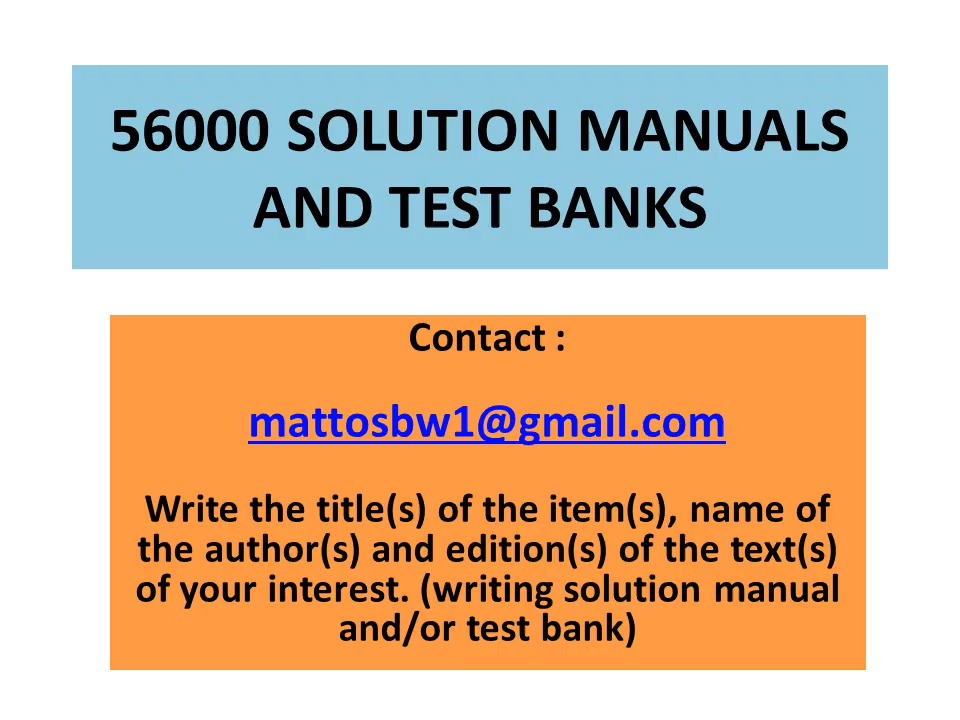 56000 SOLUTION MANUALS
AND TEST BANKS
Contact :
mattosbw1@gmail.com
Write the title(s) of the item(s), name of
the author(s) and edition(s) of the text(s)
of your interest. (writing solution manual
and/or test bank)